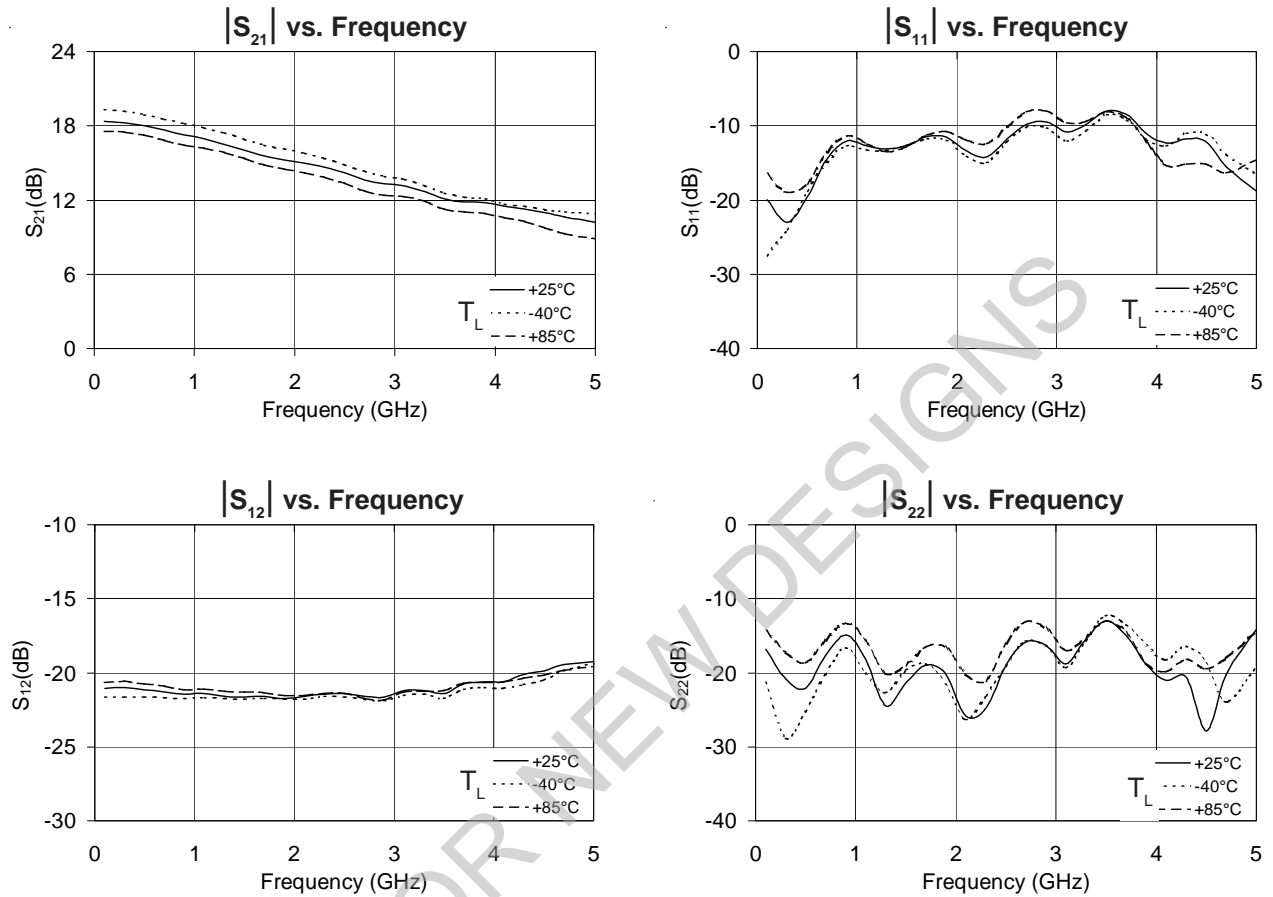 |S21| vs. Frequency
24
18
12
6
0
S21(dB)
0 1 2 3 4 5
Frequency (GHz)
TL
+25°C
-40°C
+85°C
|S11| vs. Frequency
0
-10
-20
-30
-40
S11(dB)
0 1 2 3 4 5
Frequency (GHz)
TL
+25°C
-40°C
+85°C
|S12| vs. Frequency
-10
-15
-20
-25
-30
S12(dB)
0 1 2 3 4 5
Frequency (GHz)
TL
+25°C
-40°C
+85°C
|S22| vs. Frequency
0
-10
-20
-30
-40
S22(dB)
0 1 2 3 4 5
Frequency (GHz)
TL
+25°C
-40°C
+85°C
OR NEW DESIGNS